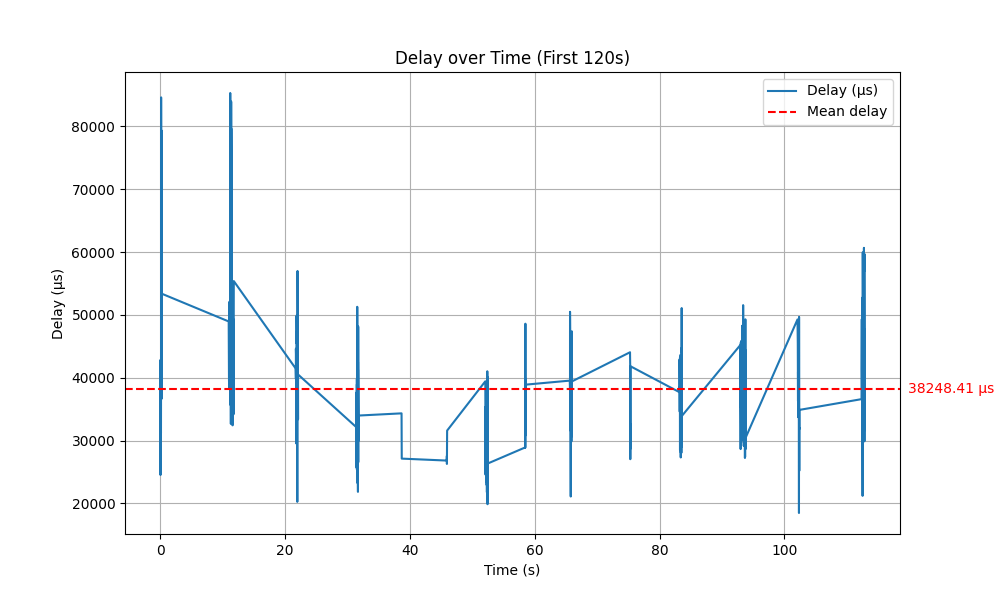 Delay over Time (First 120s)
Delay (µs)
Mean delay
80000
70000
60000
50000
40000
30000
20000
Delay (µs)
38248.41 µs
0
20
40
60
80
100
Time (s)